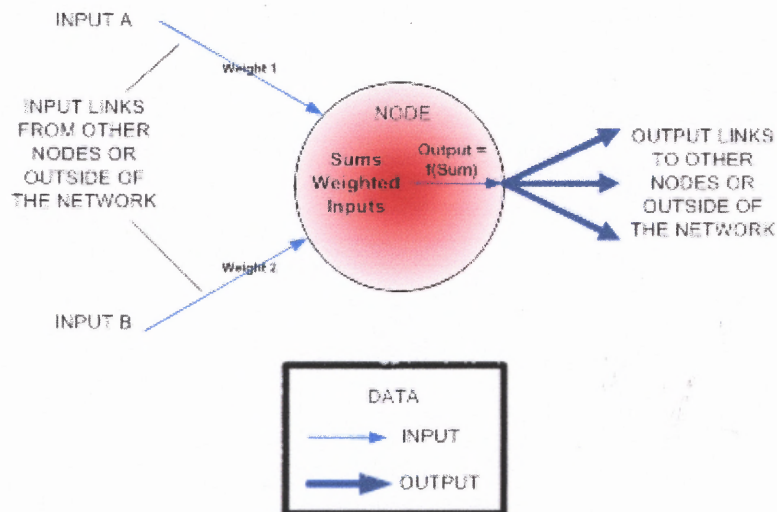 INPUT A
Weight 1
INPUT LINKS
FROM OTHER
NODES OR
OUTSIDE OF
THE NETWORK
Weight 2
INPUT B
NODE
Sums
Weighted
Inputs
Output =
f(Sum)
OUTPUT LINKS
TO OTHER
NODES OR
OUTSIDE OF
THE NETWORK
DATA
INPUT
OUTPUT